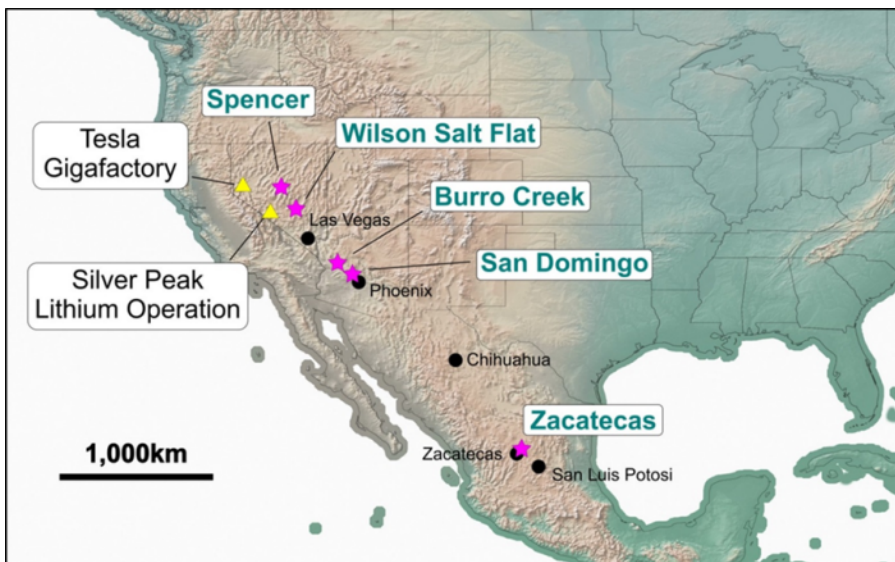 Spencer
Wilson Salt Flat
Tesla
Gigafactory
Burro Creek
Las Vegas
San Domingo
Silver Peak
Lithium Operation
Phoenix
Chihuahua
Zacatecas
1,000km
Zacatecas
San Luis Potosi